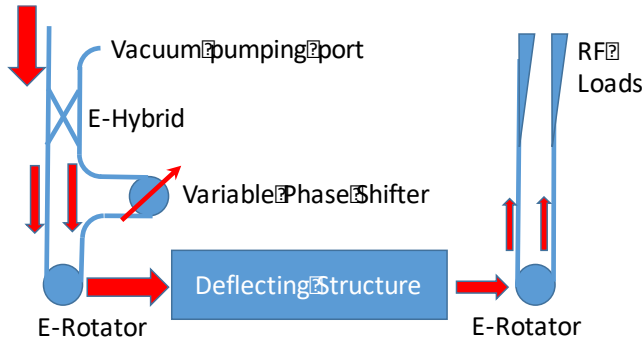 Vacuum⍰pumping⍰port
E-Hybrid
RF⍰
Loads
Variable⍰Phase⍰Shifter
Deflecting⍰Structure
E-Rotator
E-Rotator